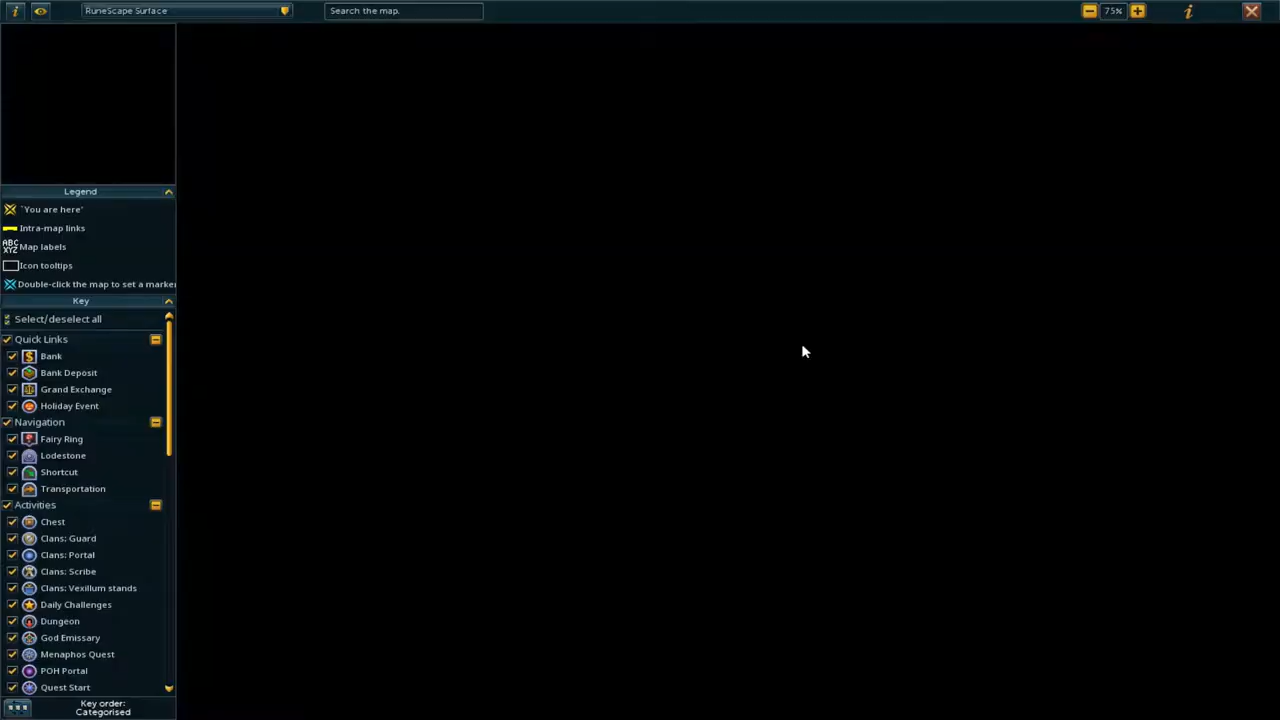 RuneScape Surface
Search the map.
75%
Legend
`You are here'
Intra-map links
ABC
XYZ
Map labels
Icon tooltips
Double-click the map to set a marker
Key
Select/deselect all
Quick Links
Bank
Bank Deposit
Grand Exchange
Holiday Event
Navigation
Fairy Ring
Lodestone
Shortcut
Transportation
Activities
Chest
Clans: Guard
Clans: Portal
Clans: Scribe
Clans: Vexillum stands
Daily Challenges
Dungeon
God Emissary
Menaphos Quest
POH Portal
Quest Start
Key order:
Categorised